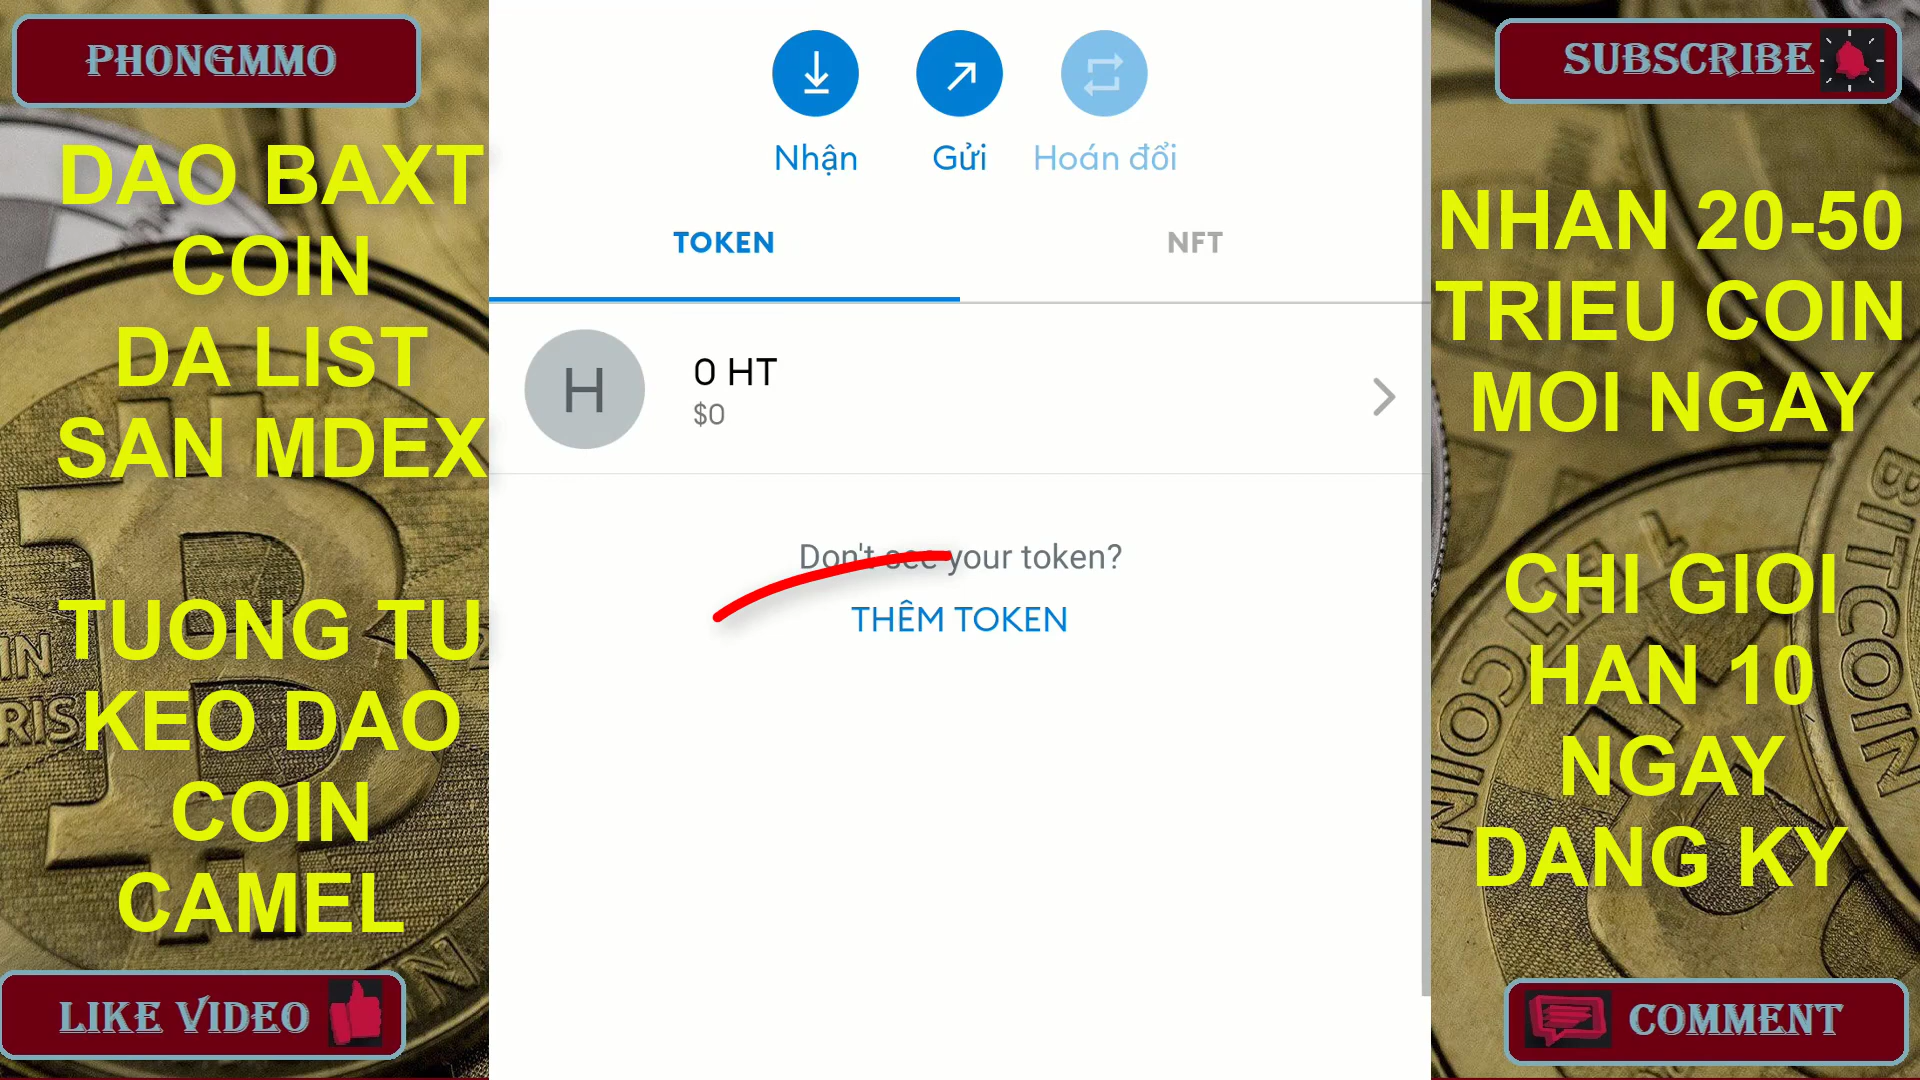 PHONGMMO
DAO BAXT
COIN
DA LIST
SAN MDEX
TUONG TU
KEO DAO
COIN
CAMEL
LIKE VIDEO
Nhận
Gửi
Hoán đổi
TOKEN
NFT
0 HT
$0
Don't see your token?
THÊM TOKEN
SUBSCRIBE
NHAN 20-50
TRIEU COIN
MOI NGAY
CHI GIOI
HAN 10
NGAY
DANG KY
COMMENT
BITCOIN
BITCOIN